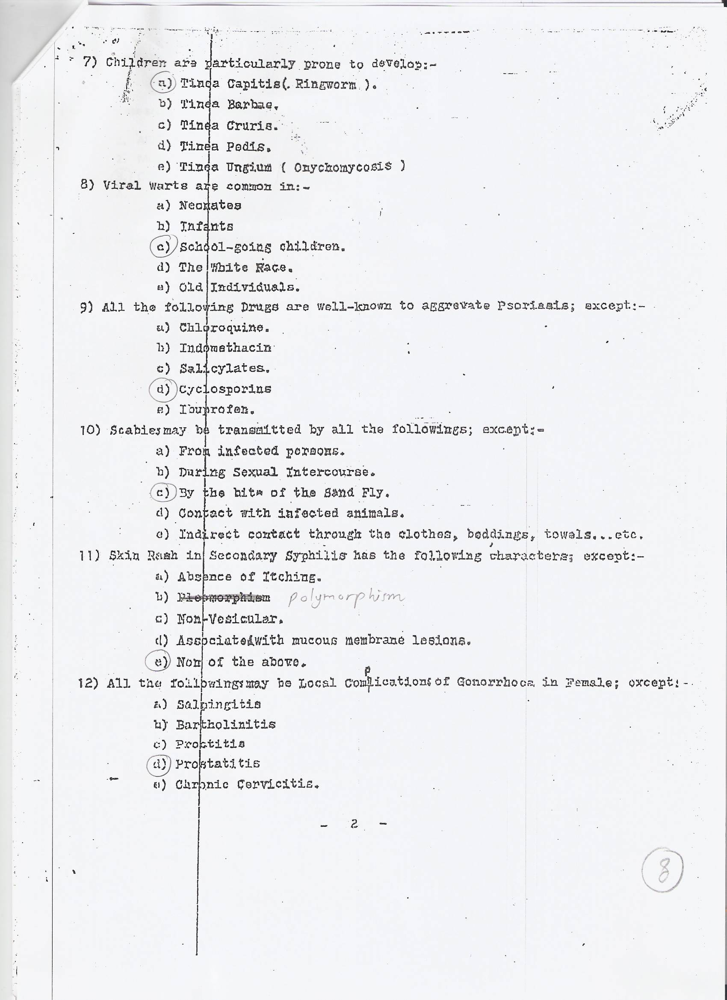 7) Children are particularly prone to develop:-
a) Tinea Capitis(. Ringworm ).
b) Tinea Barbae.
c) Tinea Cruris.
d) Tinea Pedis.
e) Tinea Ungium ( Onychomycosis )
8) Viral Warts are common in:-
a) Neonates
b) Infants
c) School-going children.
d) The White Race.
e) Old Individuals.
9) All the following Drugs are well-known to aggrevate Psoriasis; except:-
a) Chloroquine.
b) Indomethacin
c) Salicylates.
d) Cyclosporins
e) Ibuprofen.
10) Scabies may be transmitted by all the followings; except:-
a) From infected persons.
b) During Sexual Intercourse.
c) By the bite of the Sand Fly.
d) Contact with infected animals.
e) Indirect contact through the clothes, beddings, towels...etc.
11) Skin Rash in Secondary Syphilis has the following characters; except:-
a) Absence of Itching.
b) Pleomorphism polymorphism
c) Non-Vesicular.
d) Associated with mucous membrane lesions.
e) Non of the above.
12) All the followings may be Local Complications of Gonorrhoea in Female; except:-
a) Salpingitis
b) Bartholinitis
c) Proctitis
d) Prostatitis
e) Chronic Cervicitis.
- 2 -
8